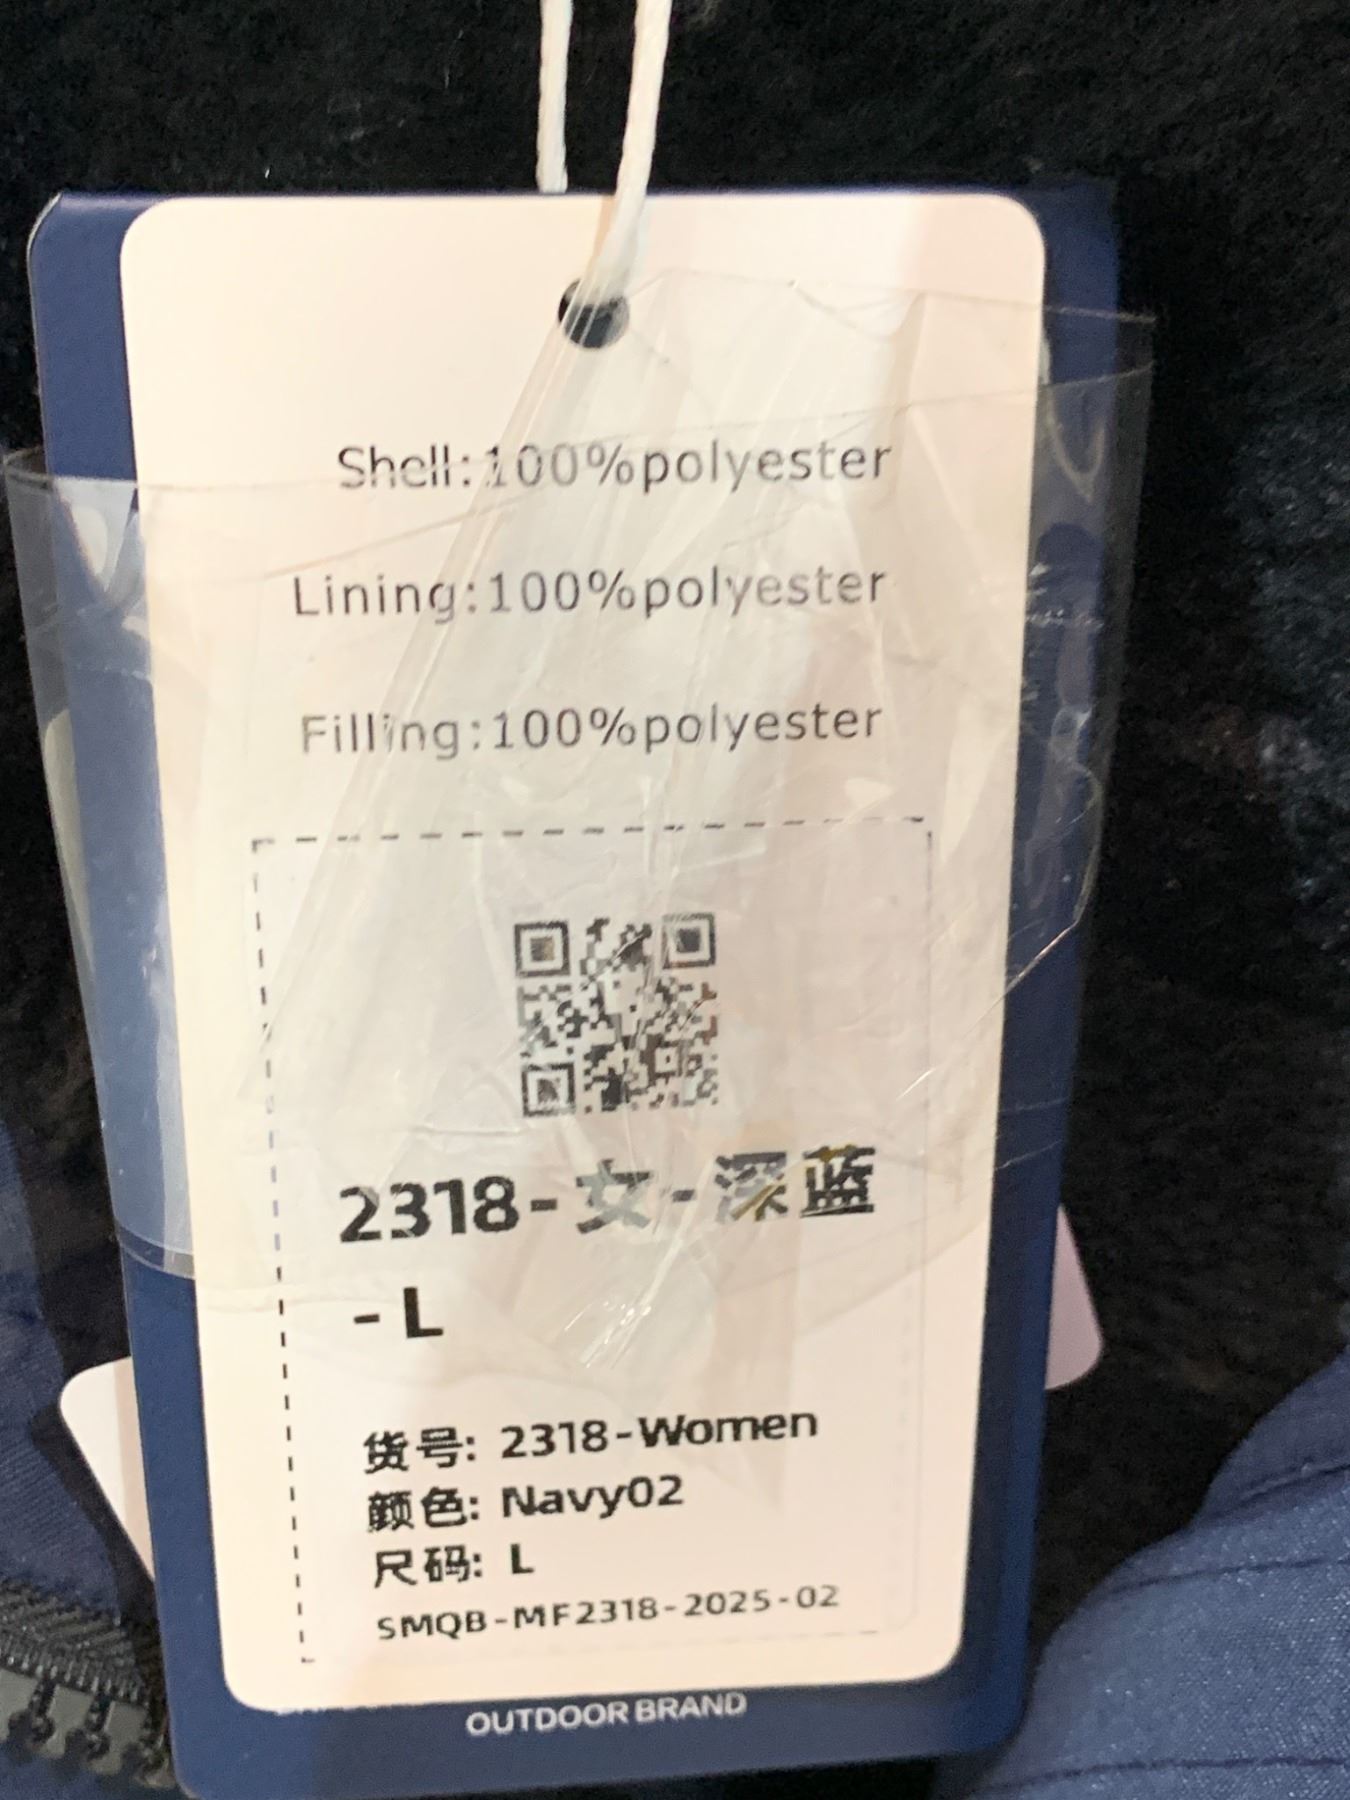 Shell:100%polyester
Lining:100%polyester
Filling:100%polyester
2318-女-深蓝
-L
货号: 2318-Women
颜色: Navy02
尺码: L
SMQB-MF2318-2025-02
OUTDOOR BRAND